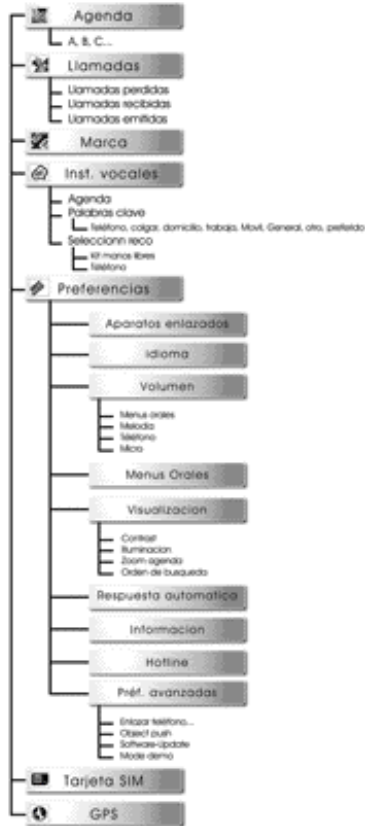 Agenda
A, B, C...
Llamadas
Llamadas perdidas
Llamadas recibidas
Llamadas emitidas
Marca
Inst. vocales
Agenda
Palabras clave
Teléfono, colgar, domicilio, trabajo, Movil, General, otro, preferido
Seleccionn reco
Kit manos libres
Teléfono
Preferencias
Aparatos enlazados
Idioma
Volumen
Menus orales
Melodia
Teléfono
Micro
Menus Orales
Visualizacion
Contrast
Iluminacion
Zoom agenda
Orden de busqueda
Respuesta automatica
Informacion
Hotline
Préf. avanzadas
Enlazar teléfono...
Object push
Software-Update
Mode demo
Tarjeta SIM
GPS